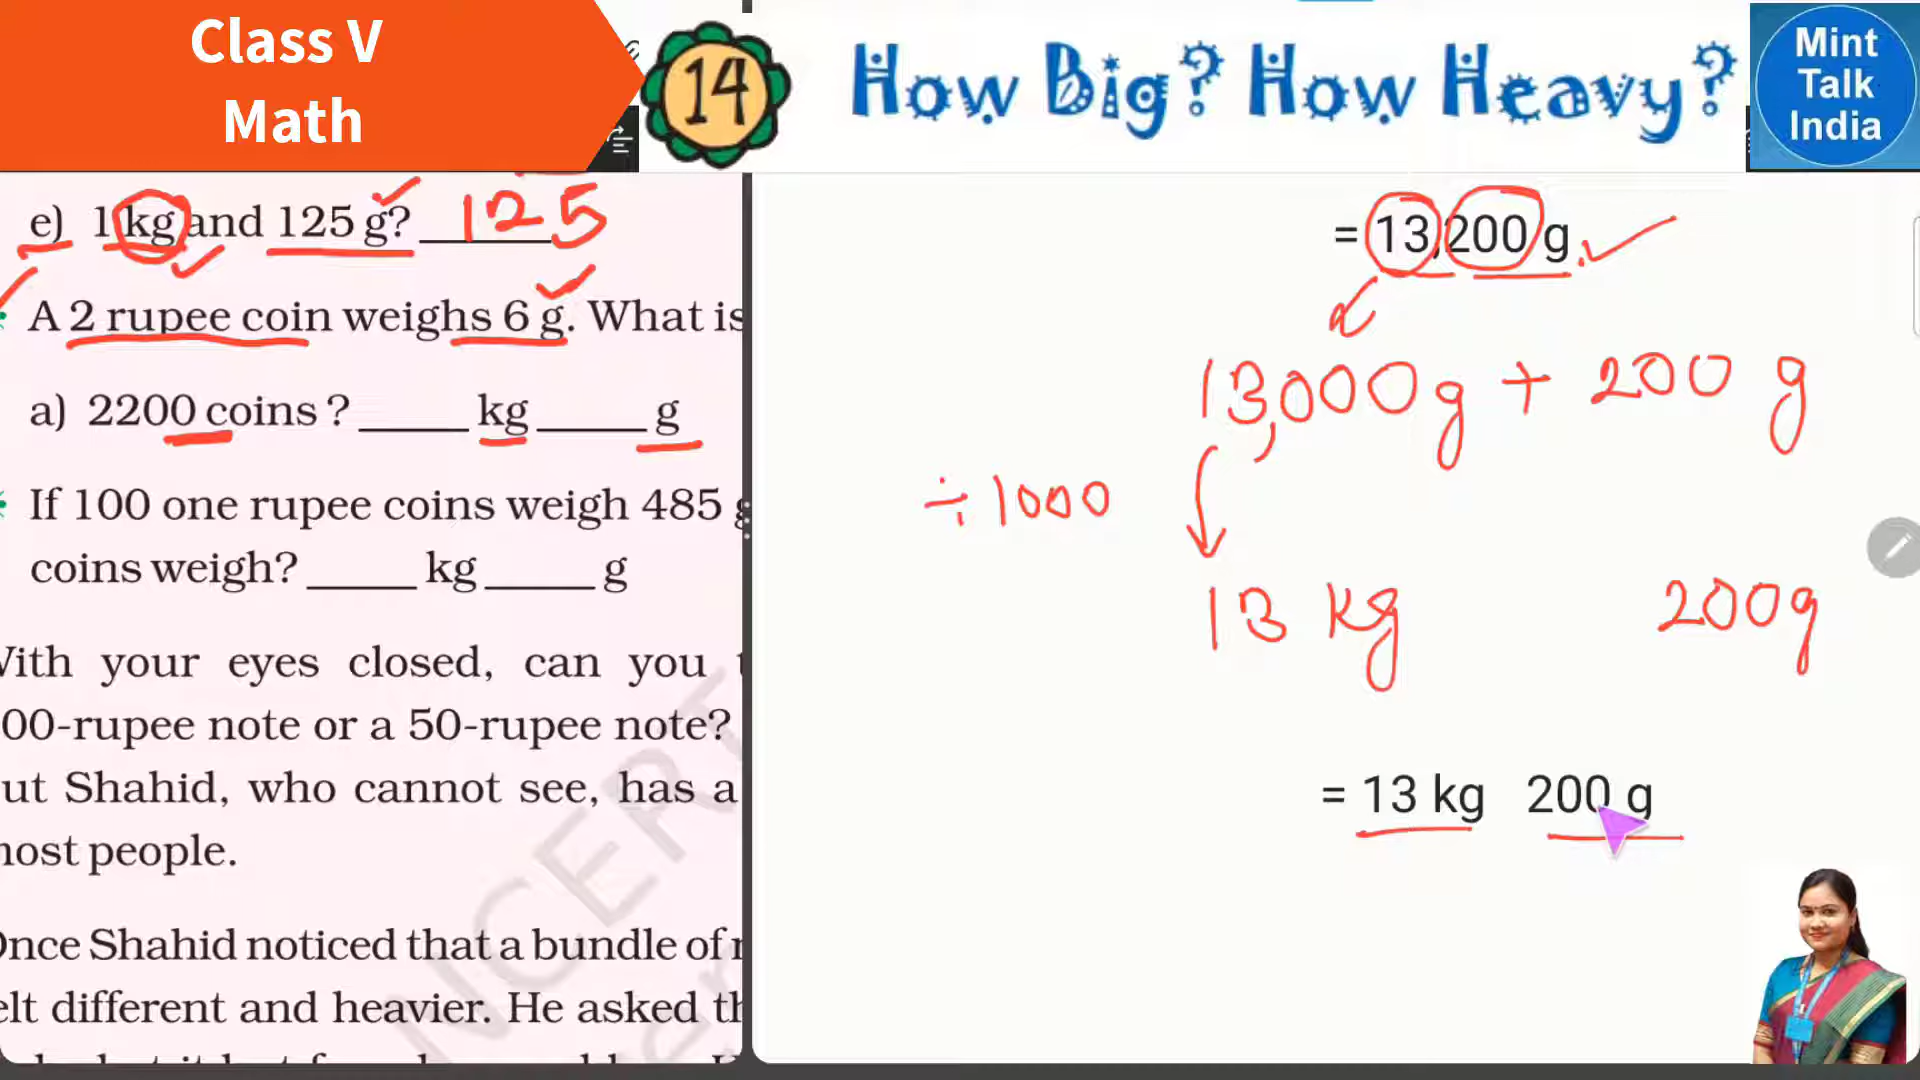 Class V
Math
14
How Big? How Heavy?
Mint
Talk
India
e) 1 kg and 125 g? 125
A 2 rupee coin weighs 6 g. What is
a) 2200 coins ? ____ kg ____ g
If 100 one rupee coins weigh 485 g
coins weigh? ____ kg ____ g
With your eyes closed, can you
00-rupee note or a 50-rupee note?
ut Shahid, who cannot see, has a
most people.
Once Shahid noticed that a bundle of
elt different and heavier. He asked th
NCERT
= 13,200 g
13,000 g + 200 g
÷ 1000
13 kg 200 g
= 13 kg 200 g